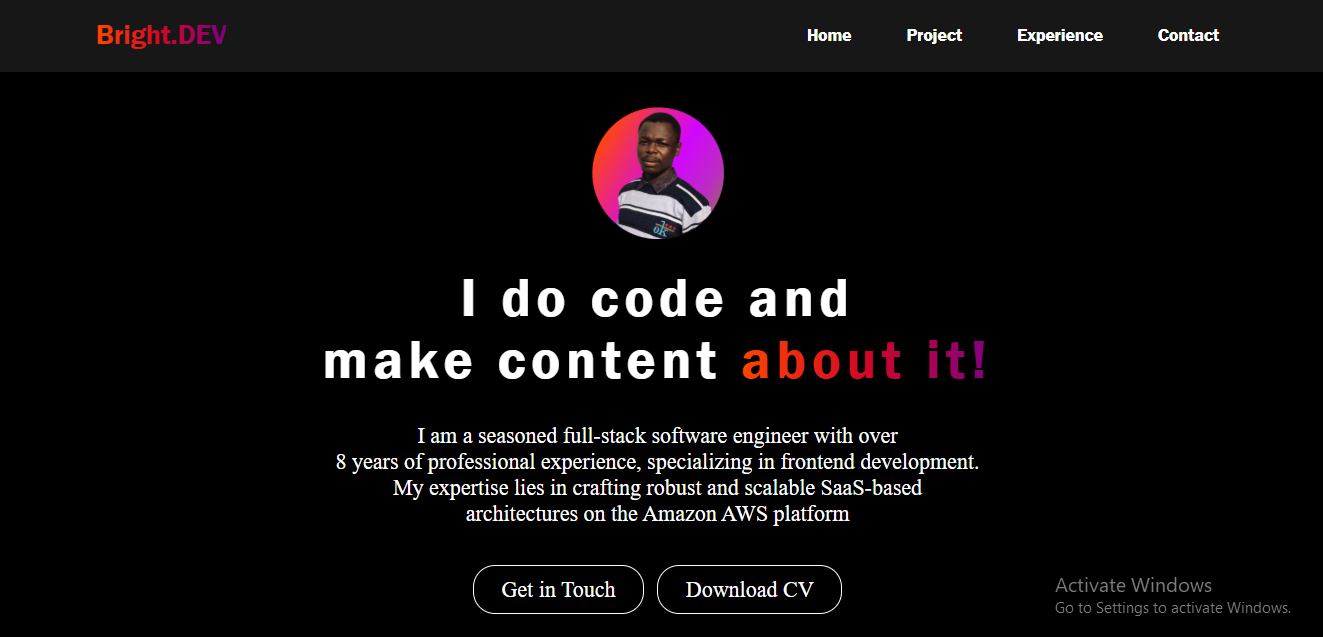 Bright.DEV
Home Project Experience Contact
I do code and
make content about it!
I am a seasoned full-stack software engineer with over
8 years of professional experience, specializing in frontend development.
My expertise lies in crafting robust and scalable SaaS-based
architectures on the Amazon AWS platform
Get in Touch Download CV
Activate Windows
Go to Settings to activate Windows.